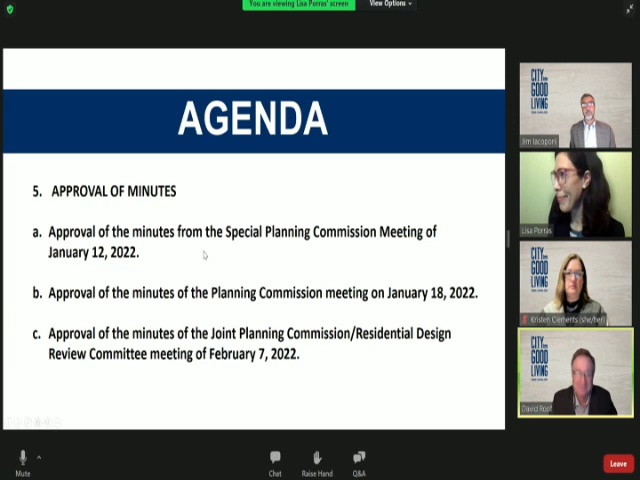 You are viewing Lisa Porras' screen
View Options
AGENDA
5. APPROVAL OF MINUTES
a. Approval of the minutes from the Special Planning Commission Meeting of
January 12, 2022.
b. Approval of the minutes of the Planning Commission meeting on January 18, 2022.
c. Approval of the minutes of the Joint Planning Commission/Residential Design
Review Committee meeting of February 7, 2022.
CITY
GOOD
LIVING
Jim Iacoponi
Lisa Porras
CITY
GOOD
LIVING
Kristen Clements (she/her)
CITY
GOOD
LIVING
David Roof
Mute
Chat
Raise Hand
Q&A
Leave